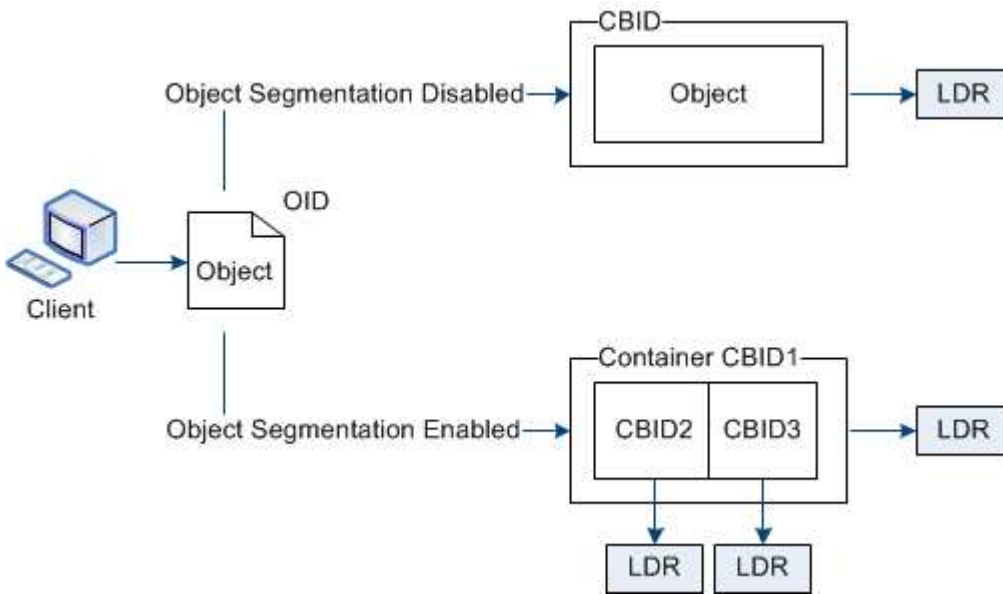 CBID
Object Segmentation Disabled
Object
LDR
OID
Object
Client
Container CBID1
Object Segmentation Enabled
CBID2
CBID3
LDR
LDR
LDR